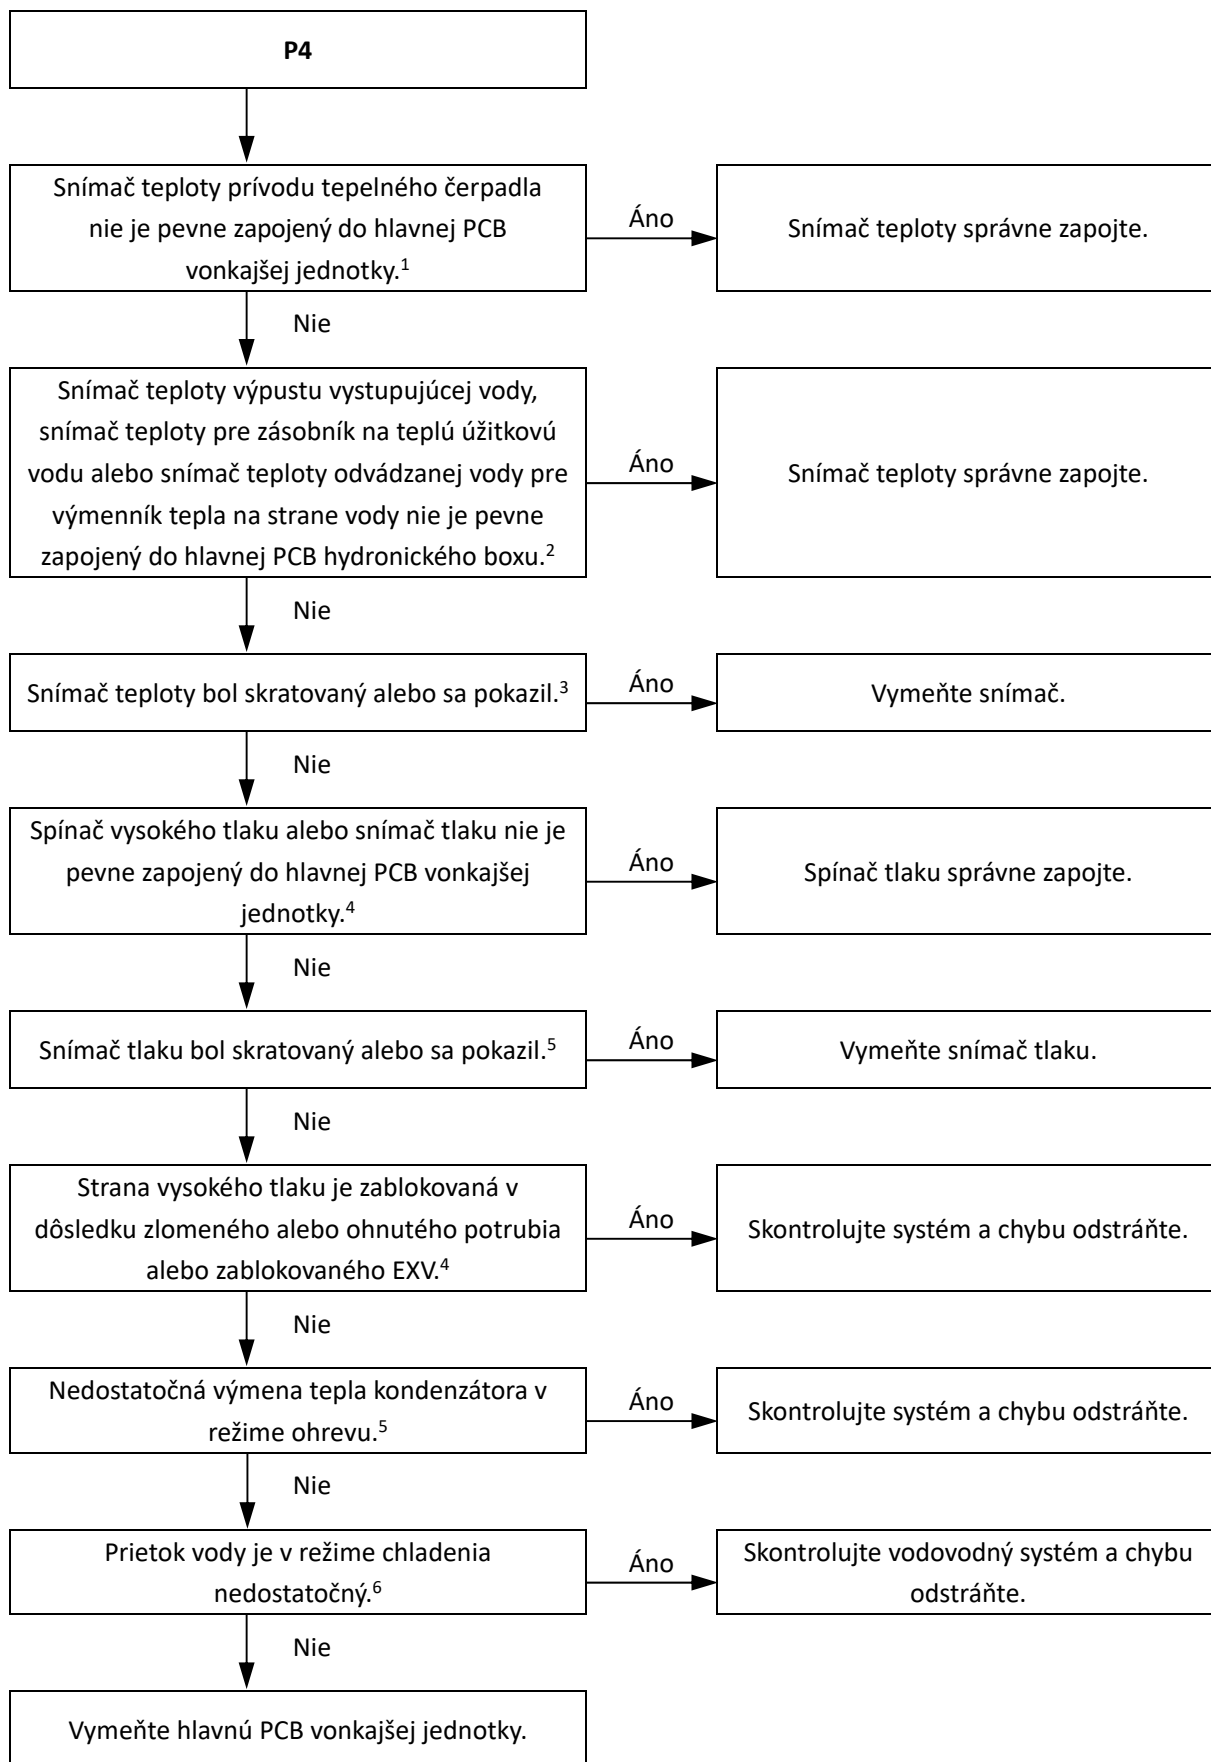 P4
Snímač teploty prívodu tepelného čerpadla
nie je pevne zapojený do hlavnej PCB
vonkajšej jednotky.¹
Áno
Snímač teploty správne zapojte.
Nie
Snímač teploty výpustu vystupujúcej vody,
snímač teploty pre zásobník na teplú úžitkovú
vodu alebo snímač teploty odvádzanej vody pre
výmenník tepla na strane vody nie je pevne
zapojený do hlavnej PCB hydronického boxu.²
Áno
Snímač teploty správne zapojte.
Nie
Snímač teploty bol skratovaný alebo sa pokazil.³
Áno
Vymeňte snímač.
Nie
Spínač vysokého tlaku alebo snímač tlaku nie je
pevne zapojený do hlavnej PCB vonkajšej
jednotky.⁴
Áno
Spínač tlaku správne zapojte.
Nie
Snímač tlaku bol skratovaný alebo sa pokazil.⁵
Áno
Vymeňte snímač tlaku.
Nie
Strana vysokého tlaku je zablokovaná v
dôsledku zlomeného alebo ohnutého potrubia
alebo zablokovaného EXV.⁴
Áno
Skontrolujte systém a chybu odstráňte.
Nie
Nedostatočná výmena tepla kondenzátora v
režime ohrevu.⁵
Áno
Skontrolujte systém a chybu odstráňte.
Nie
Prietok vody je v režime chladenia
nedostatočný.⁶
Áno
Skontrolujte vodovodný systém a chybu
odstráňte.
Nie
Vymeňte hlavnú PCB vonkajšej jednotky.